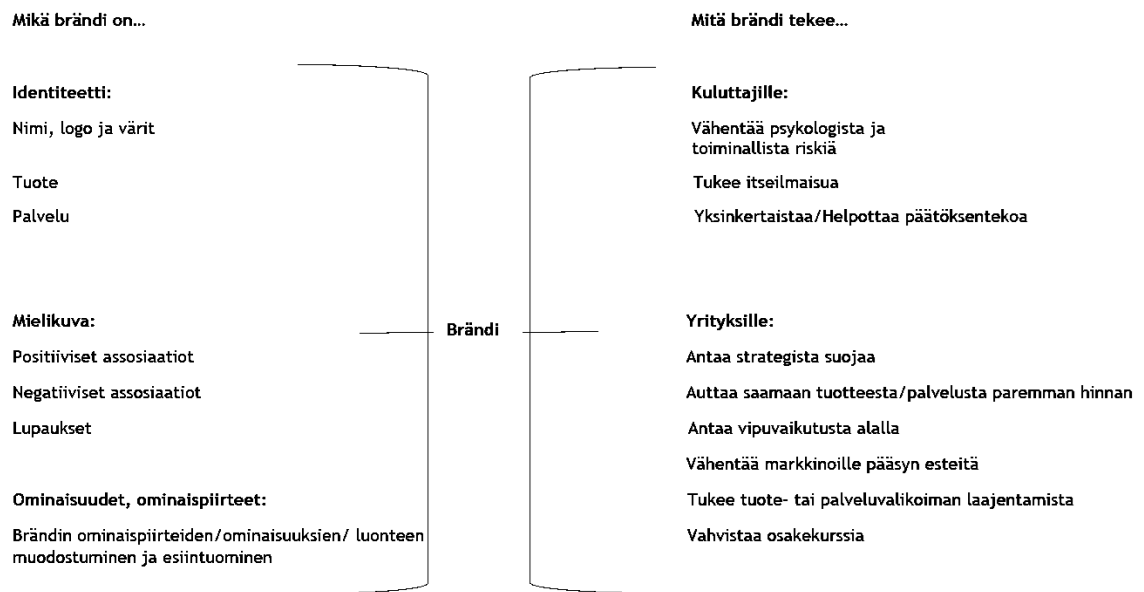 Mikä brändi on…
Identiteetti:
Nimi, logo ja värit
Tuote
Palvelu
Mielikuva:
Positiiviset assosiaatiot
Negatiiviset assosiaatiot
Lupaukset
Ominaisuudet, ominaispiirteet:
Brändin ominaispiirteiden/ominaisuuksien/ luonteen
muodostuminen ja esiintuominen
Brändi
Mitä brändi tekee…
Kuluttajille:
Vähentää psykologista ja
toiminallista riskiä
Tukee itseilmaisua
Yksinkertaistaa/Helpottaa päätöksentekoa
Yrityksille:
Antaa strategista suojaa
Auttaa saamaan tuotteesta/palvelusta paremman hinnan
Antaa vipuvaikutusta alalla
Vähentää markkinoille pääsyn esteitä
Tukee tuote- tai palveluvalikoiman laajentamista
Vahvistaa osakekurssia